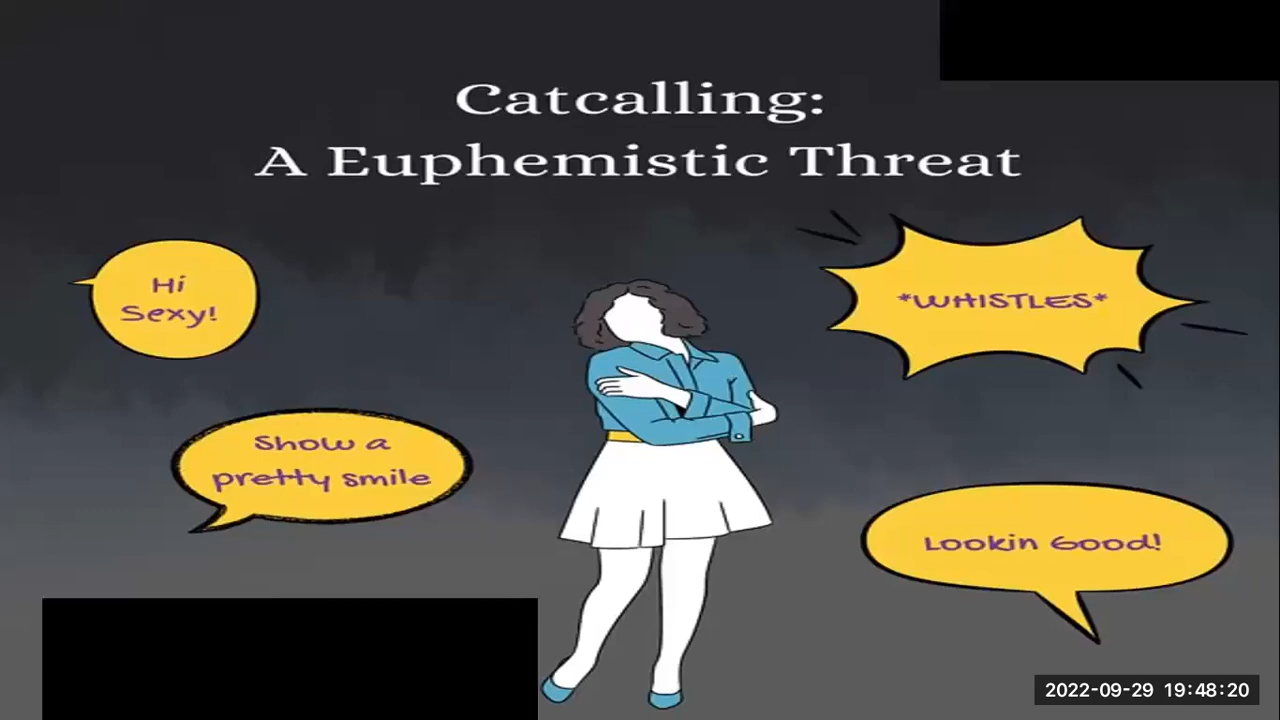 Catcalling:
A Euphemistic Threat
Hi
Sexy!
*WHISTLES*
Show a
pretty smile
Lookin Good!
2022-09-29 19:48:20